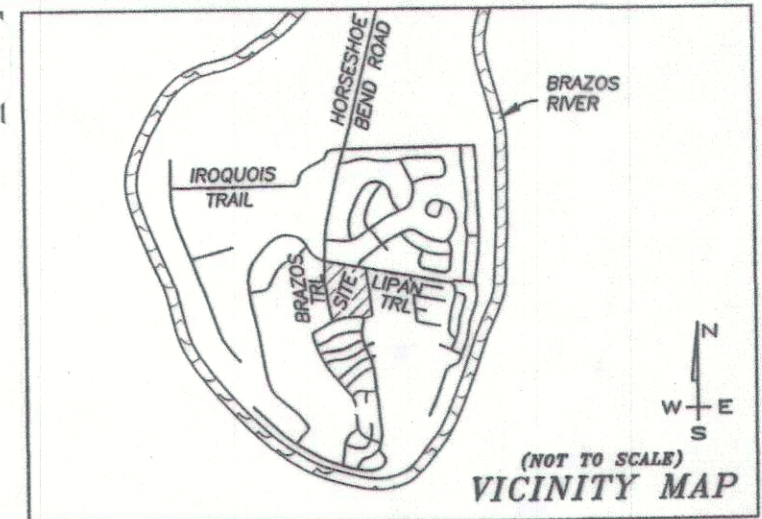 HORSESHOE
BEND ROAD
BRAZOS
RIVER
IROQUOIS
TRAIL
BRAZOS
TRL
SITE
LIPAN
TRL
N
W E
S
(NOT TO SCALE)
VICINITY MAP